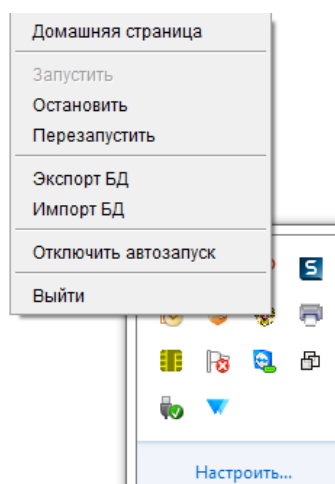 Домашняя страница
Запустить
Остановить
Перезапустить
Экспорт БД
Импорт БД
Отключить автозапуск
Выйти
Настроить...